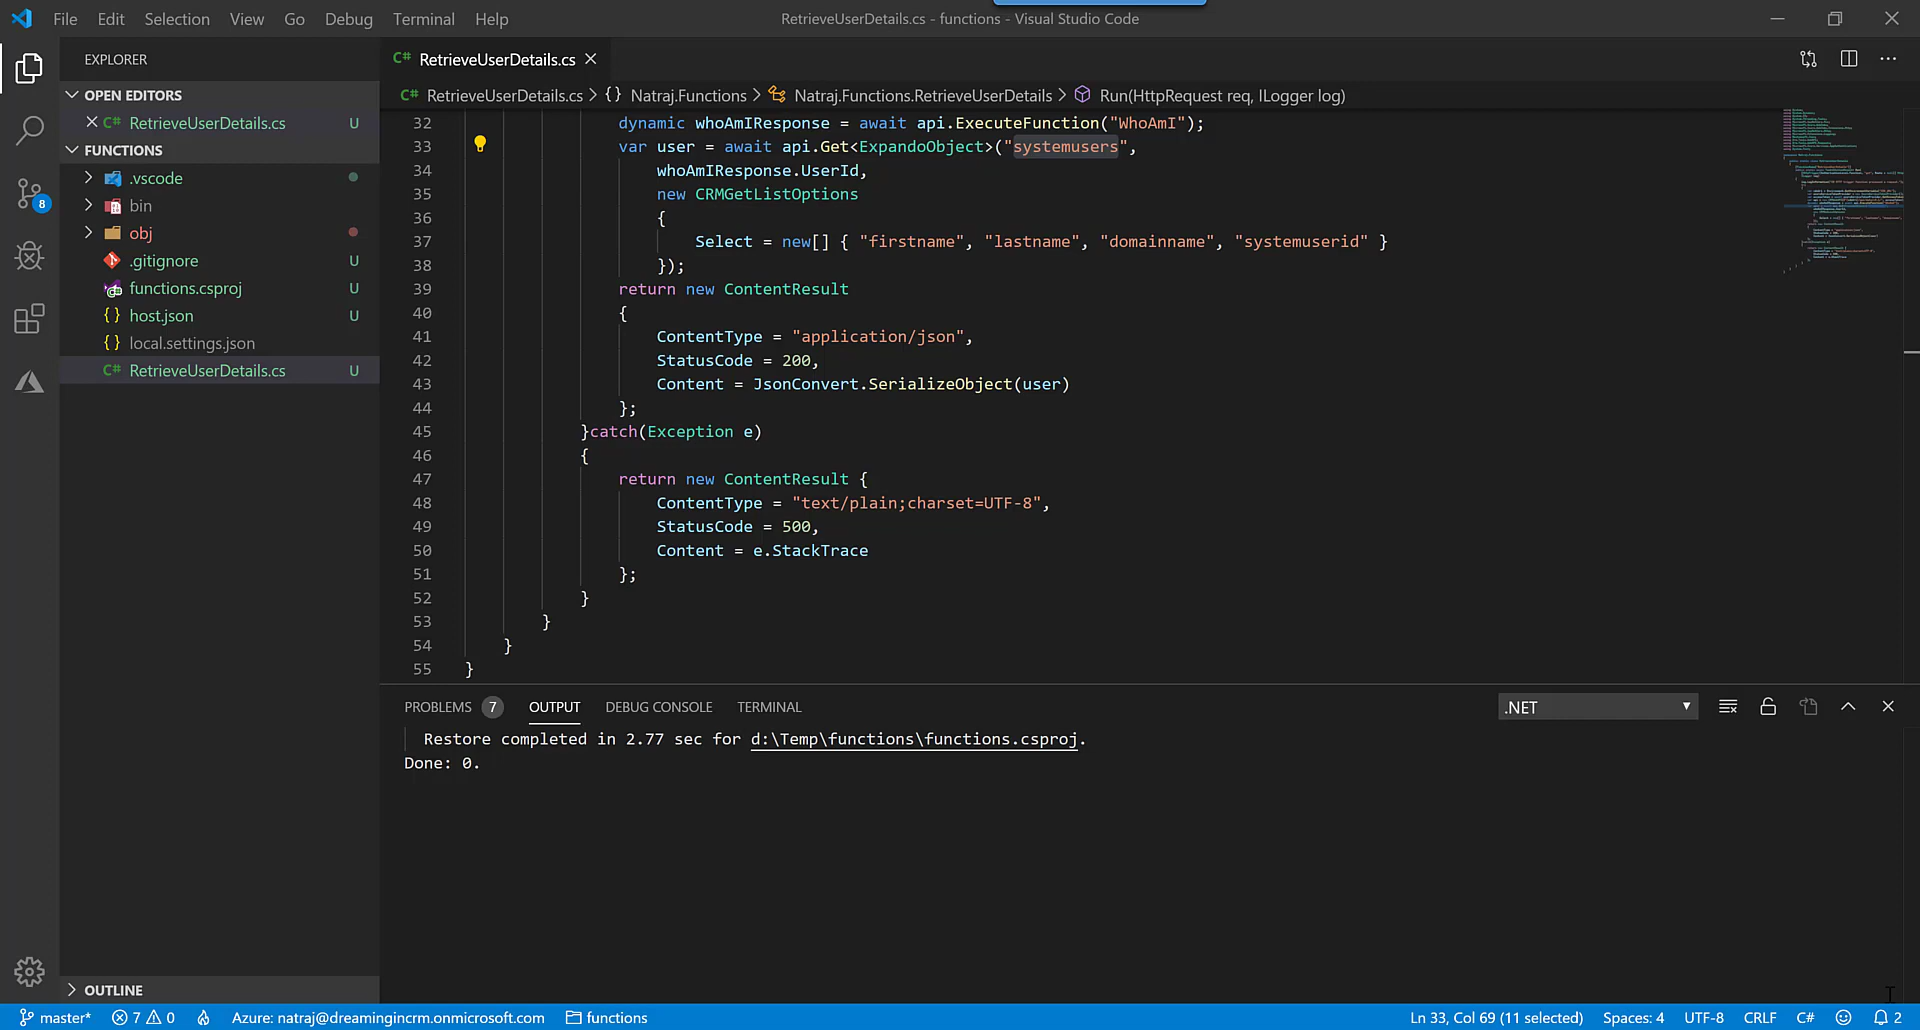 File Edit Selection View Go Debug Terminal Help
RetrieveUserDetails.cs - functions - Visual Studio Code
EXPLORER
OPEN EDITORS
C# RetrieveUserDetails.cs U
FUNCTIONS
.vscode
bin
obj
.gitignore U
functions.csproj U
{} host.json U
{} local.settings.json
C# RetrieveUserDetails.cs U
8
OUTLINE
C# RetrieveUserDetails.cs
C# RetrieveUserDetails.cs > {} Natraj.Functions > Natraj.Functions.RetrieveUserDetails > Run(HttpRequest req, ILogger log)
32 dynamic whoAmIResponse = await api.ExecuteFunction("WhoAmI");
33 var user = await api.Get<ExpandoObject>("systemusers",
34 whoAmIResponse.UserId,
35 new CRMGetListOptions
36 {
37 Select = new[] { "firstname", "lastname", "domainname", "systemuserid" }
38 });
39 return new ContentResult
40 {
41 ContentType = "application/json",
42 StatusCode = 200,
43 Content = JsonConvert.SerializeObject(user)
44 };
45 }catch(Exception e)
46 {
47 return new ContentResult {
48 ContentType = "text/plain;charset=UTF-8",
49 StatusCode = 500,
50 Content = e.StackTrace
51 };
52 }
53 }
54 }
55 }
PROBLEMS 7 OUTPUT DEBUG CONSOLE TERMINAL
.NET
Restore completed in 2.77 sec for d:\Temp\functions\functions.csproj.
Done: 0.
master* 7 0 Azure: natraj@dreamingincrm.onmicrosoft.com functions
Ln 33, Col 69 (11 selected) Spaces: 4 UTF-8 CRLF C# 2